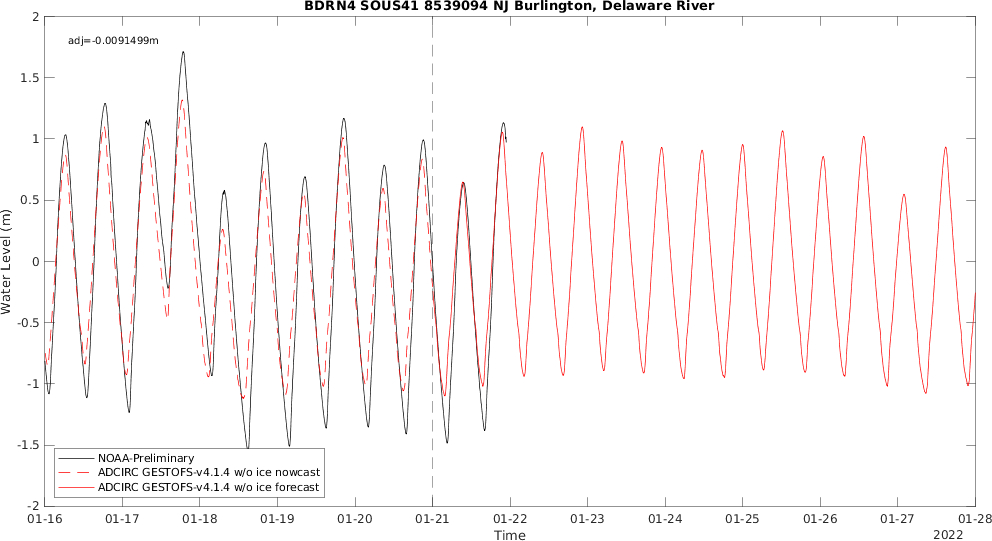 BDRN4 SOUS41 8539094 NJ Burlington, Delaware River
adj=-0.0091499m
2
1.5
1
0.5
0
-0.5
-1
-1.5
-2
Water Level (m)
NOAA-Preliminary
ADCIRC GESTOFS-v4.1.4 w/o ice nowcast
ADCIRC GESTOFS-v4.1.4 w/o ice forecast
01-16 01-17 01-18 01-19 01-20 01-21 01-22 01-23 01-24 01-25 01-26 01-27 01-28
Time
2022